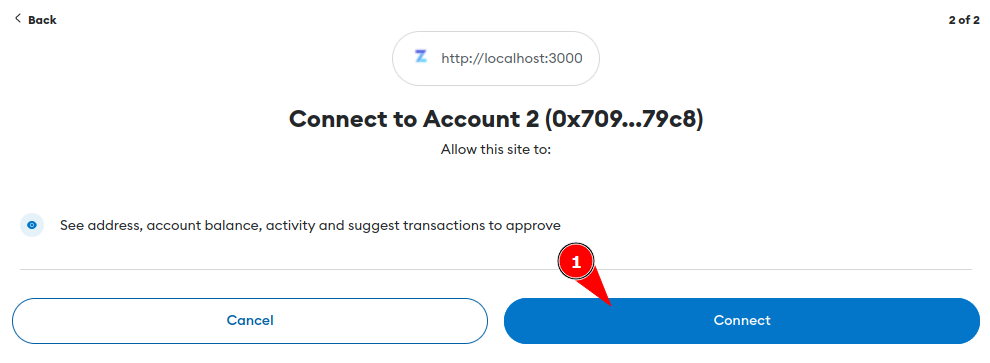 Back
2 of 2
http://localhost:3000
Connect to Account 2 (0x709...79c8)
Allow this site to:
See address, account balance, activity and suggest transactions to approve
1
Cancel
Connect